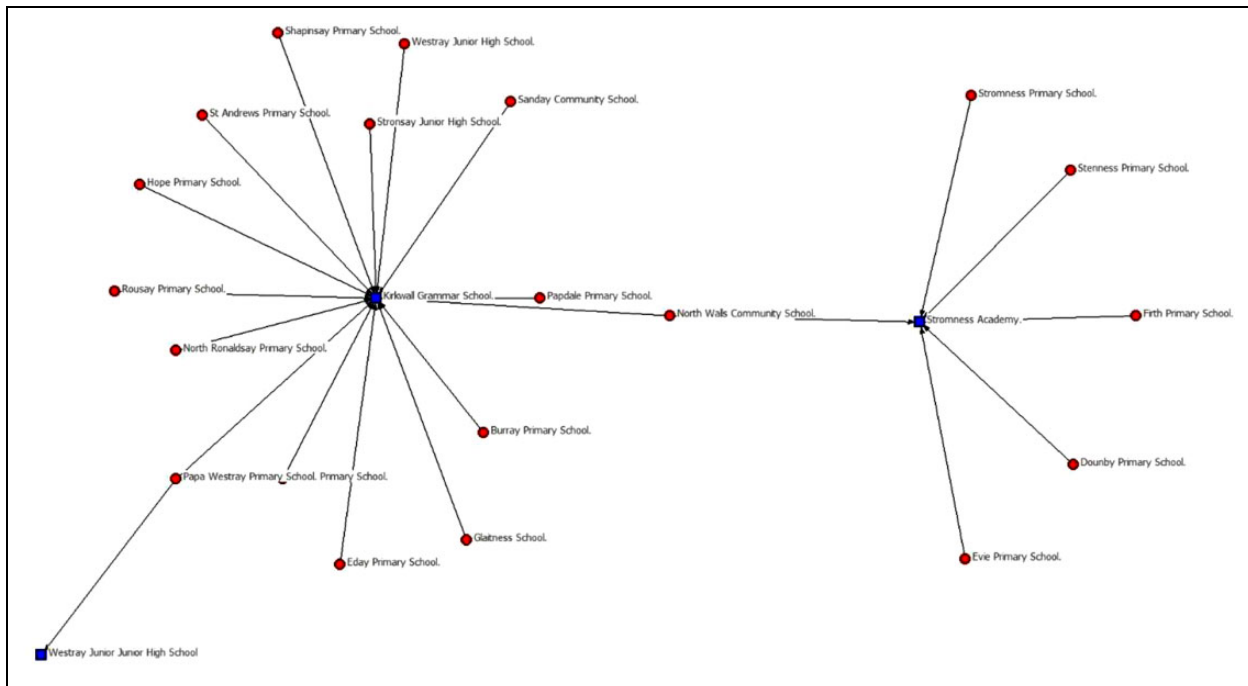 Shapinsay Primary School.
Westray Junior High School.
Stromness Primary School.
Sanday Community School.
St Andrews Primary School.
Stronsay Junior High School.
Stenness Primary School.
Hope Primary School.
Rousay Primary School.
Kirkwall Grammar School.
Papdale Primary School.
North Walls Community School.
Stromness Academy.
Firth Primary School.
North Ronaldsay Primary School.
Burray Primary School.
Dounby Primary School.
Papa Westray Primary School. Primary School.
Glaitness School.
Eday Primary School.
Evie Primary School.
Westray Junior Junior High School